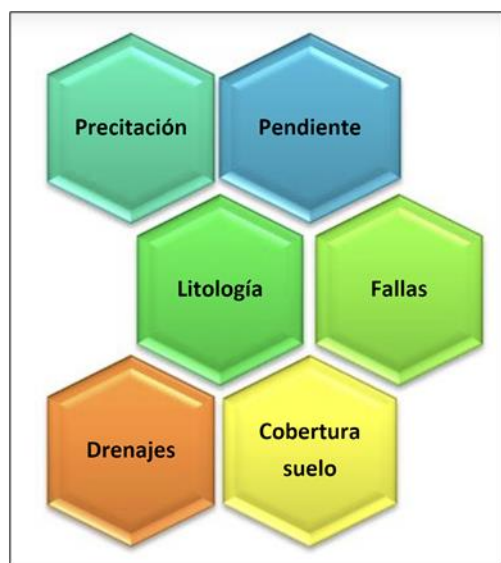 Precitación
Pendiente
Litología
Fallas
Drenajes
Cobertura
suelo